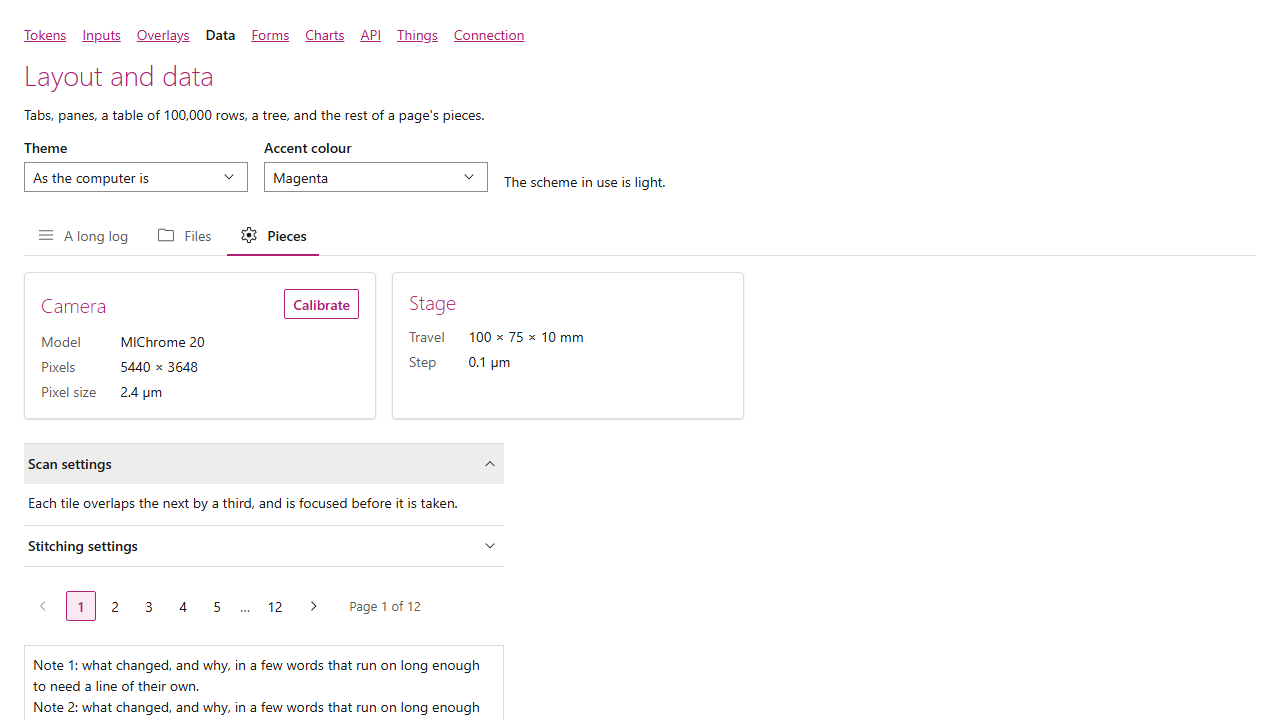 Tokens Inputs Overlays Data Forms Charts API Things Connection
Layout and data
Tabs, panes, a table of 100,000 rows, a tree, and the rest of a page's pieces.
Theme Accent colour
As the computer is Magenta The scheme in use is light.
A long log Files Pieces
Camera Calibrate
Model MIChrome 20
Pixels 5440 × 3648
Pixel size 2.4 µm
Stage
Travel 100 × 75 × 10 mm
Step 0.1 µm
Scan settings
Each tile overlaps the next by a third, and is focused before it is taken.
Stitching settings
1 2 3 4 5 … 12 Page 1 of 12
Note 1: what changed, and why, in a few words that run on long enough
to need a line of their own.
Note 2: what changed, and why, in a few words that run on long enough